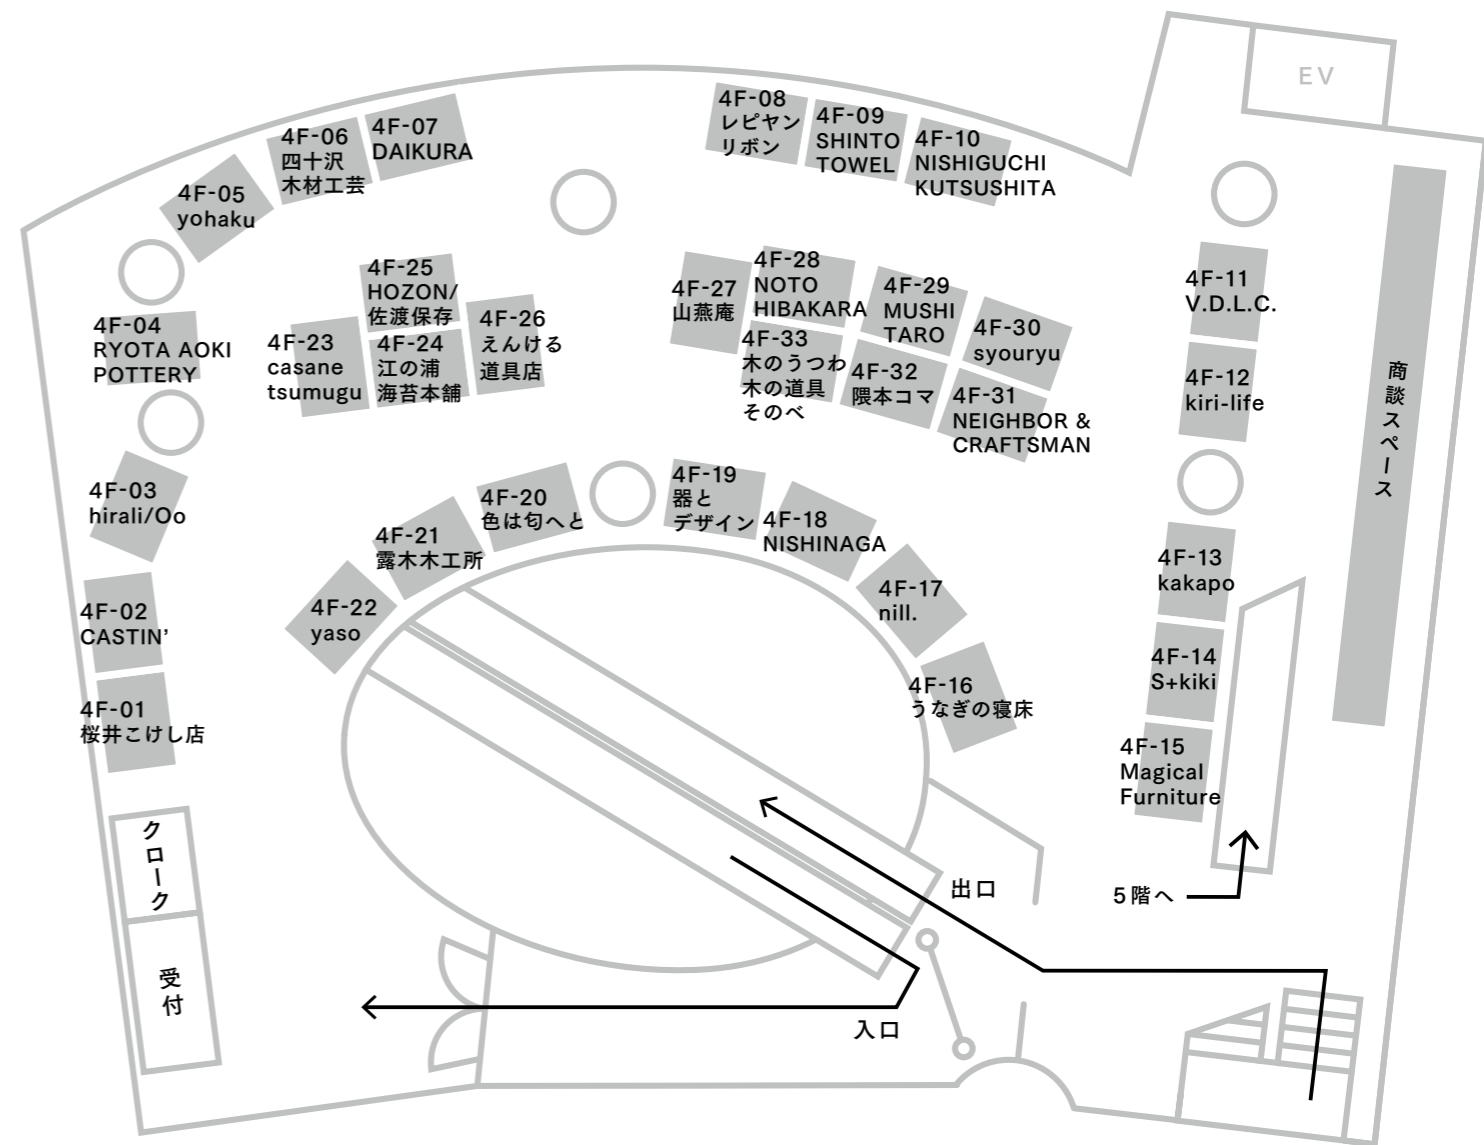 EV
4F-08
レピヤン
リボン
4F-09
SHINTO
TOWEL
4F-10
NISHIGUCHI
KUTSUSHITA
4F-07
DAIKURA
4F-06
四十沢
木材工芸
4F-05
yohaku
4F-04
RYOTA AOKI
POTTERY
4F-03
hirali/Oo
4F-02
CASTIN’
4F-01
桜井こけし店
クローク
受付
4F-25
HOZON/
佐渡保存
4F-26
えんける
道具店
4F-23
casane
tsumugu
4F-24
江の浦
海苔本舗
4F-27
山燕庵
4F-28
NOTO
HIBAKARA
4F-29
MUSHI
TARO
4F-30
syouryu
4F-33
木のうつわ
木の道具
そのべ
4F-32
隈本コマ
4F-31
NEIGHBOR &
CRAFTSMAN
4F-22
yaso
4F-21
露木木工所
4F-20
色は匂へと
4F-19
器と
デザイン
4F-18
NISHINAGA
4F-17
nill.
4F-16
うなぎの寝床
4F-11
V.D.L.C.
4F-12
kiri-life
4F-13
kakapo
4F-14
S+kiki
4F-15
Magical
Furniture
商談スペース
5階へ
出口
入口